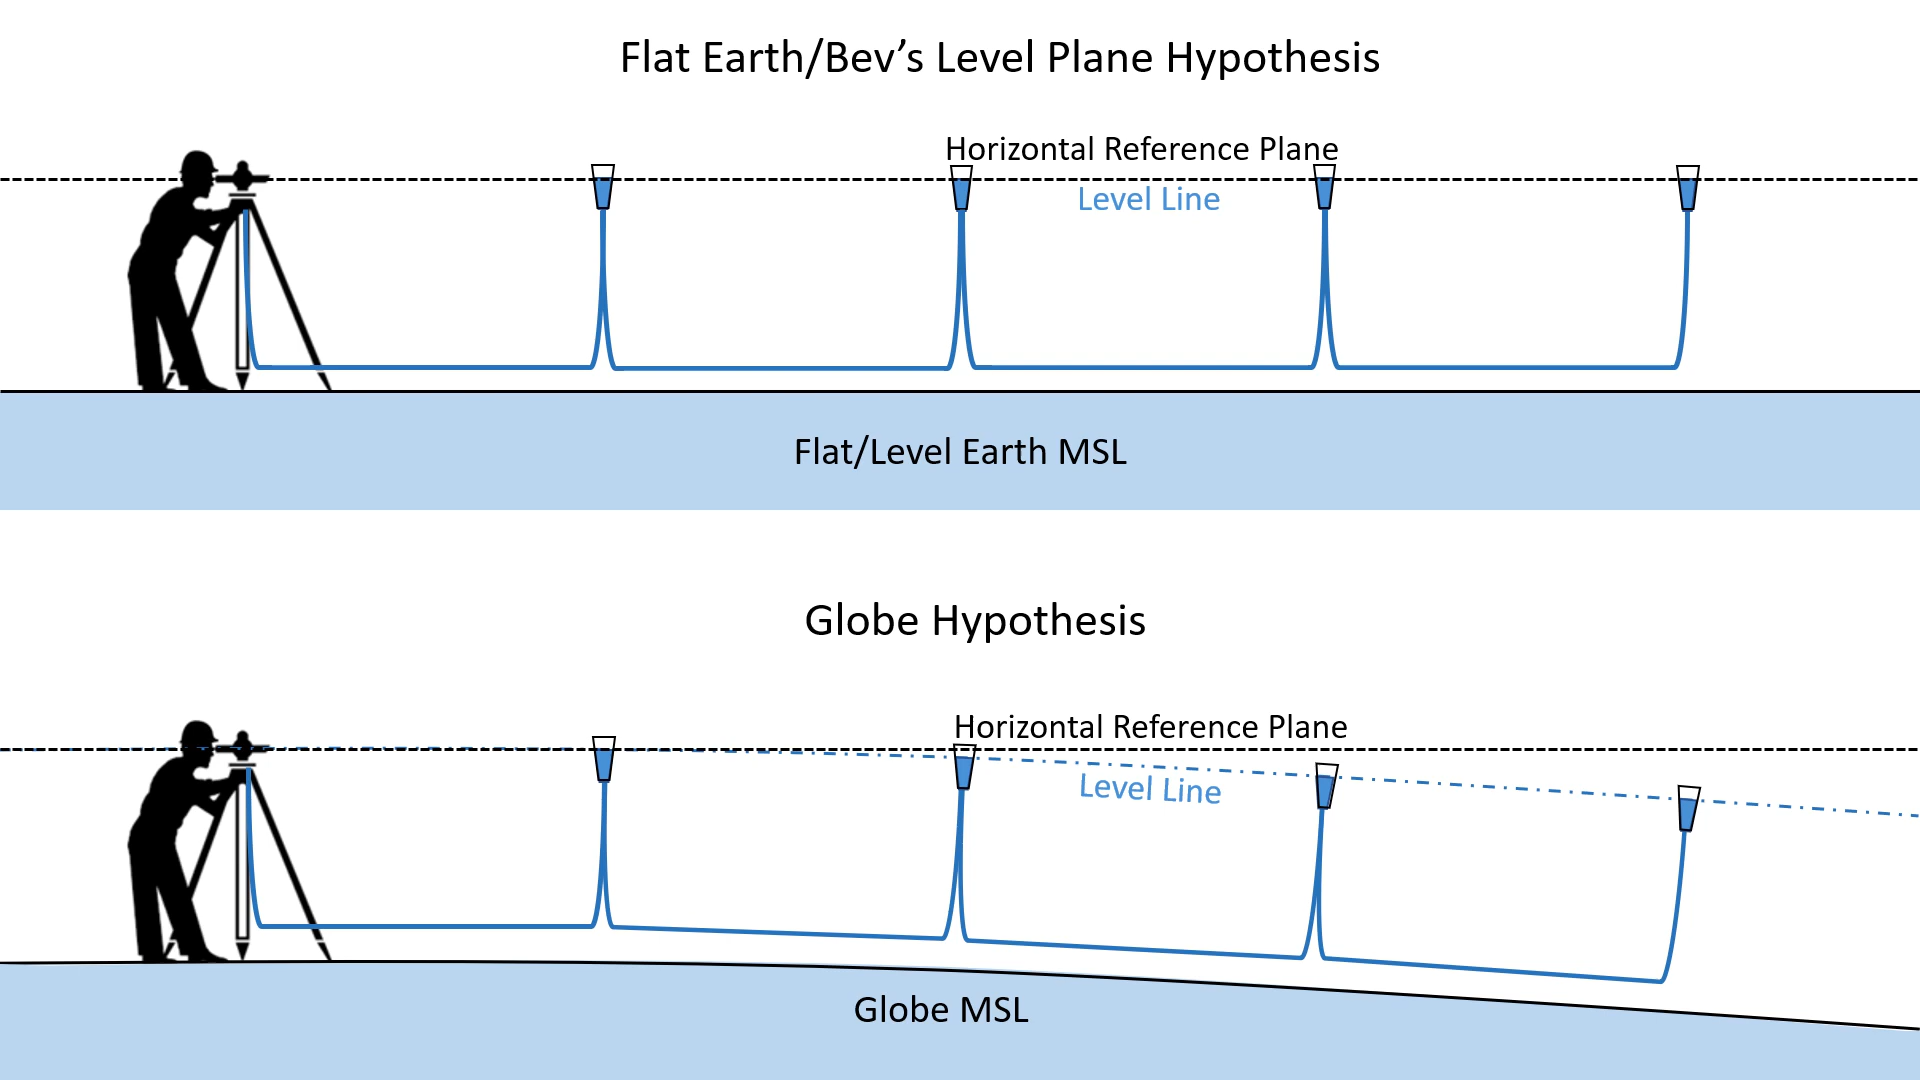 Flat Earth/Bev’s Level Plane Hypothesis
Horizontal Reference Plane
Level Line
Flat/Level Earth MSL
Globe Hypothesis
Horizontal Reference Plane
Level Line
Globe MSL